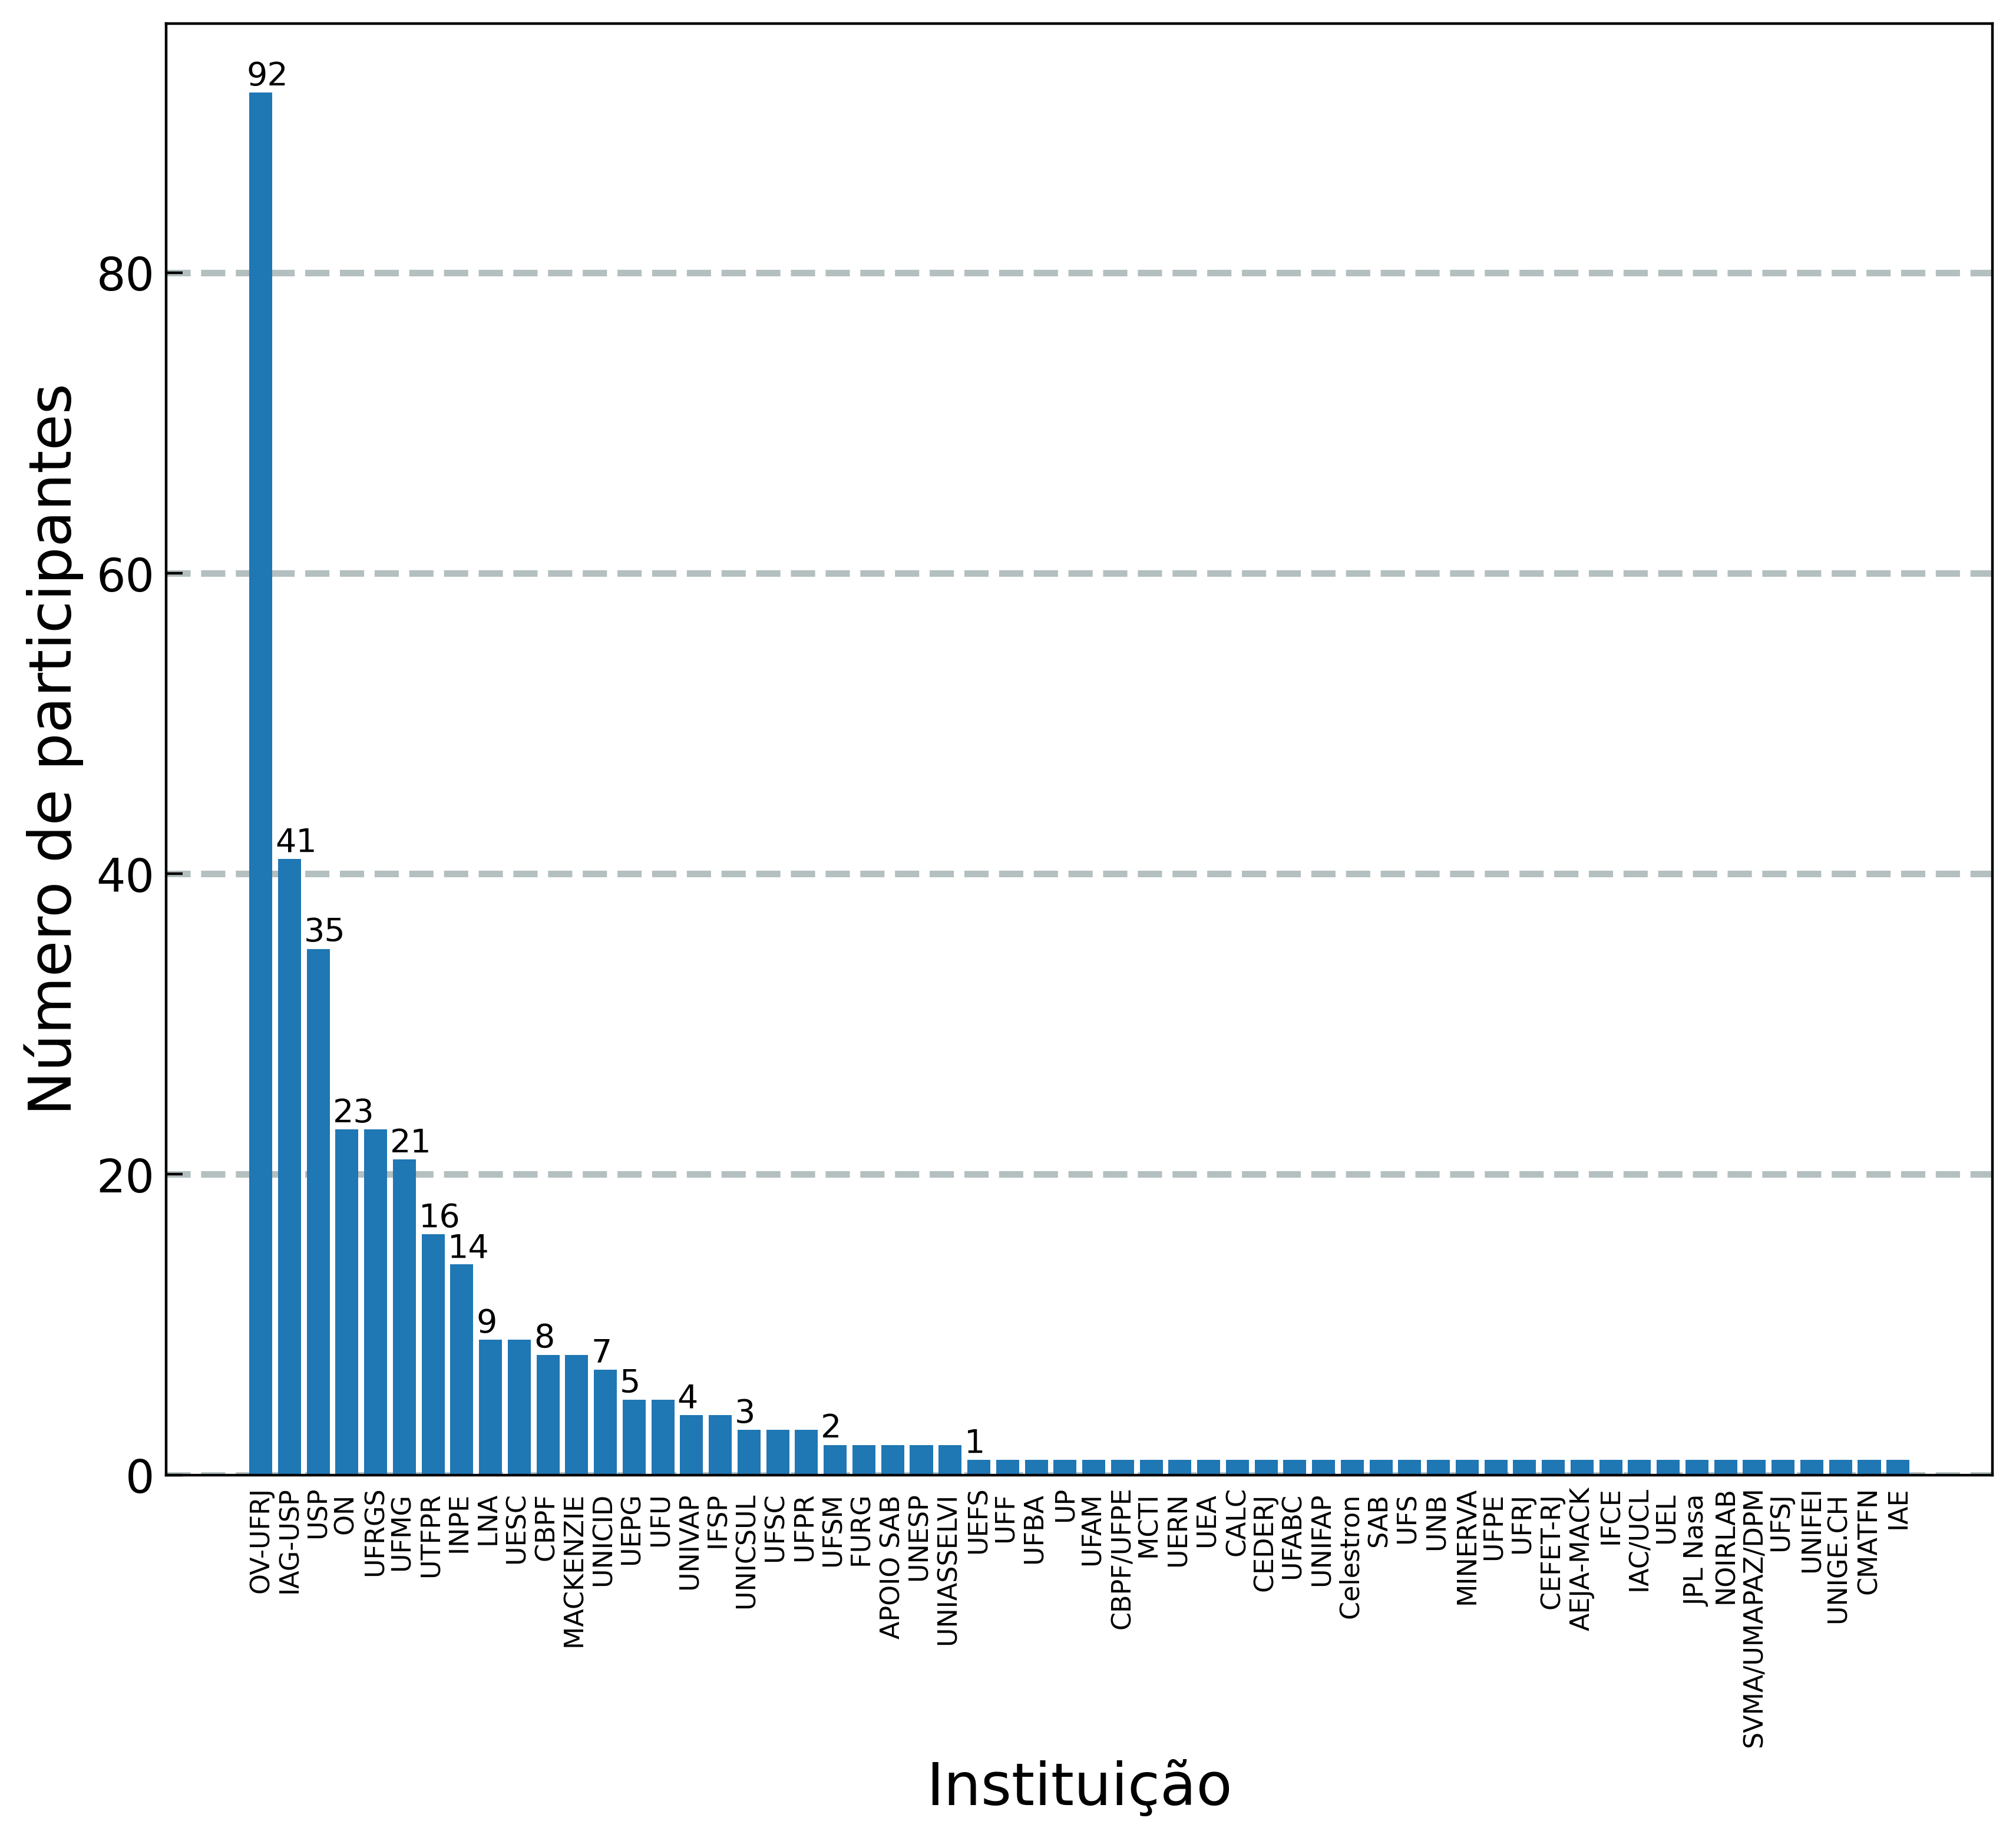 Número de participantes
80
60
40
20
0
92
41
35
23
21
16
14
9
8
7
5
4
3
2
1
OV-UFRJ
IAG-USP
USP
ON
UFRGS
UFMG
UTFPR
INPE
LNA
UESC
CBPF
MACKENZIE
UNICID
UEPG
UFU
UNIVAP
IFSP
UNICSUL
UFSC
UFPR
UFSM
FURG
APOIO SAB
UNESP
UNIASSELVI
UEFS
UFF
UFBA
UP
UFAM
CBPF/UFPE
MCTI
UERN
UEA
CALC
CEDERJ
UFABC
UNIFAP
Celestron
SAB
UFS
UNB
MINERVA
UFPE
UFRJ
CEFET-RJ
AEJA-MACK
IFCE
IAC/UCL
UEL
JPL Nasa
NOIRLAB
SVMA/UMAPAZ/DPM
UFSJ
UNIFEI
UNIGE.CH
CMATFN
IAE
Instituição